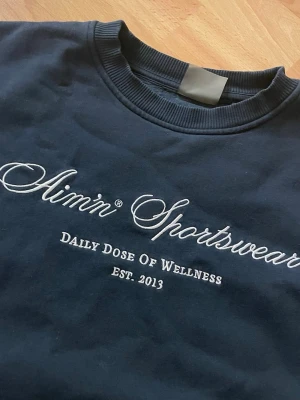 Aim'n® Sportswear
DAILY DOSE OF WELLNESS
EST. 2013